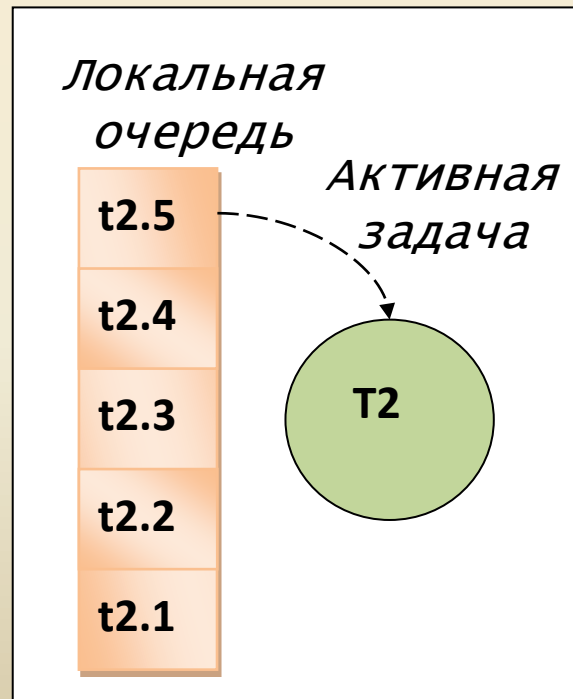 Локальная
очередь
Активная
задача
t2.5
t2.4
t2.3
t2.2
t2.1
T2